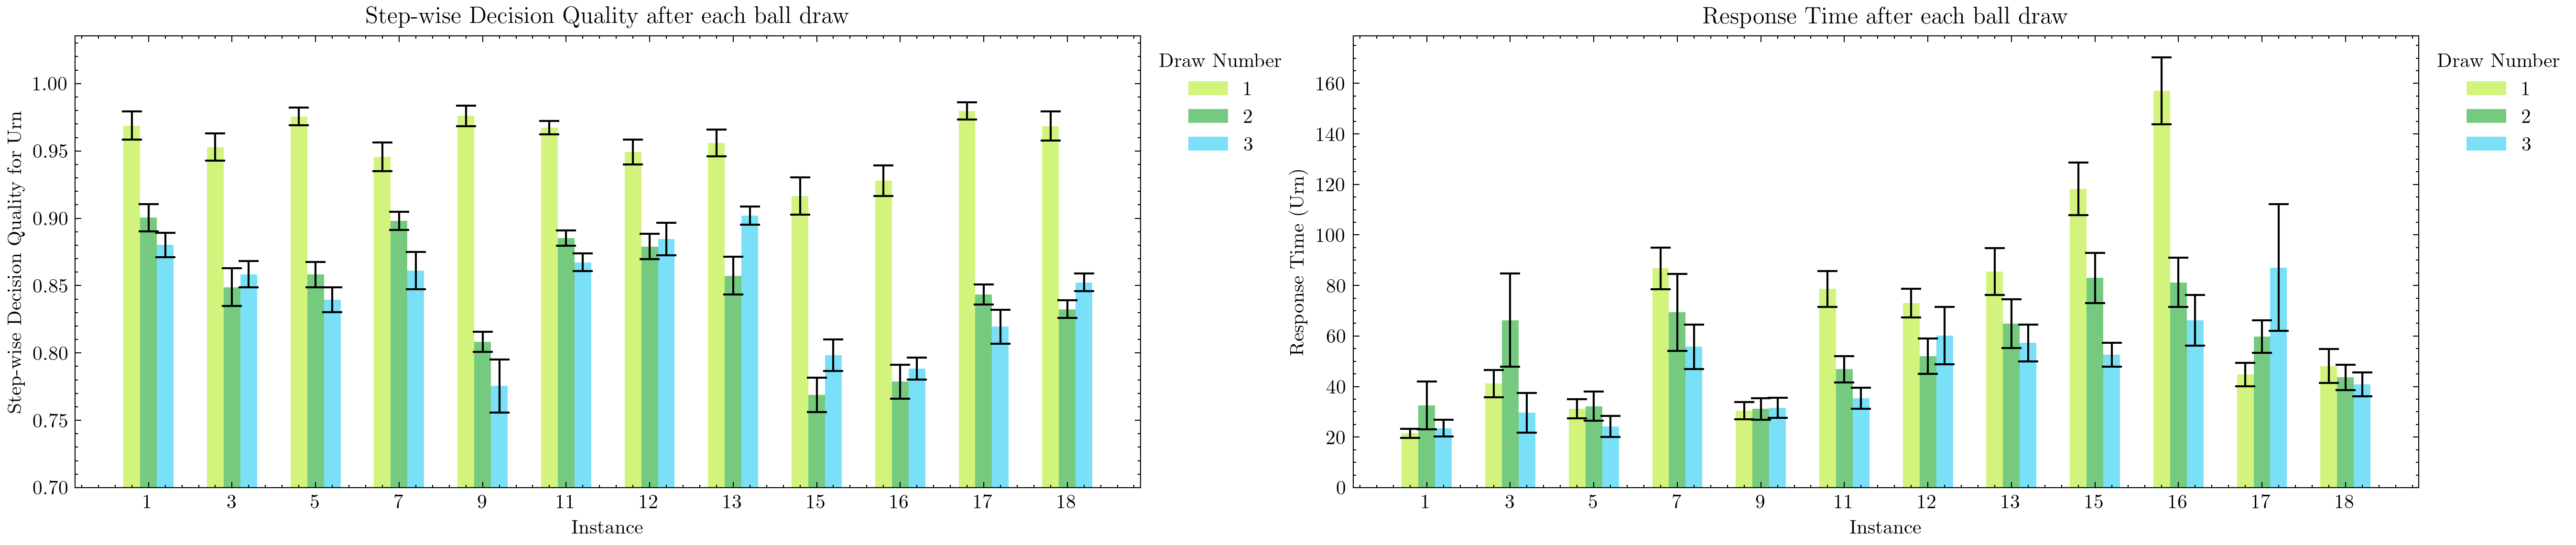 Step-wise Decision Quality after each ball draw
Step-wise Decision Quality for Urn
1.00
0.95
0.90
0.85
0.80
0.75
0.70
1 3 5 7 9 11 12 13 15 16 17 18
Instance
Draw Number
1
2
3
Response Time after each ball draw
Response Time (Urn)
160
140
120
100
80
60
40
20
0
1 3 5 7 9 11 12 13 15 16 17 18
Instance
Draw Number
1
2
3